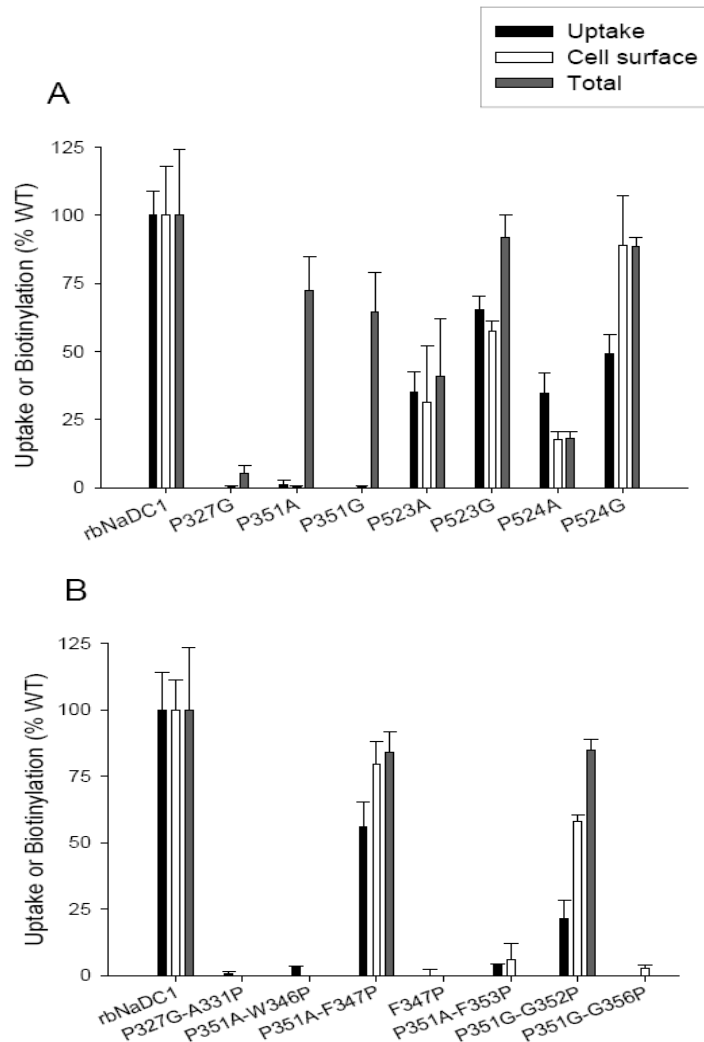 Uptake
Cell surface
Total
A
Uptake or Biotinylation (% WT)
125
100
75
50
25
0
rbNaDC1
P327G
P351A
P351G
P523A
P523G
P524A
P524G
B
Uptake or Biotinylation (% WT)
125
100
75
50
25
0
rbNaDC1
P327G-A331P
P351A-W346P
P351A-F347P
F347P
P351A-F353P
P351G-G352P
P351G-G356P